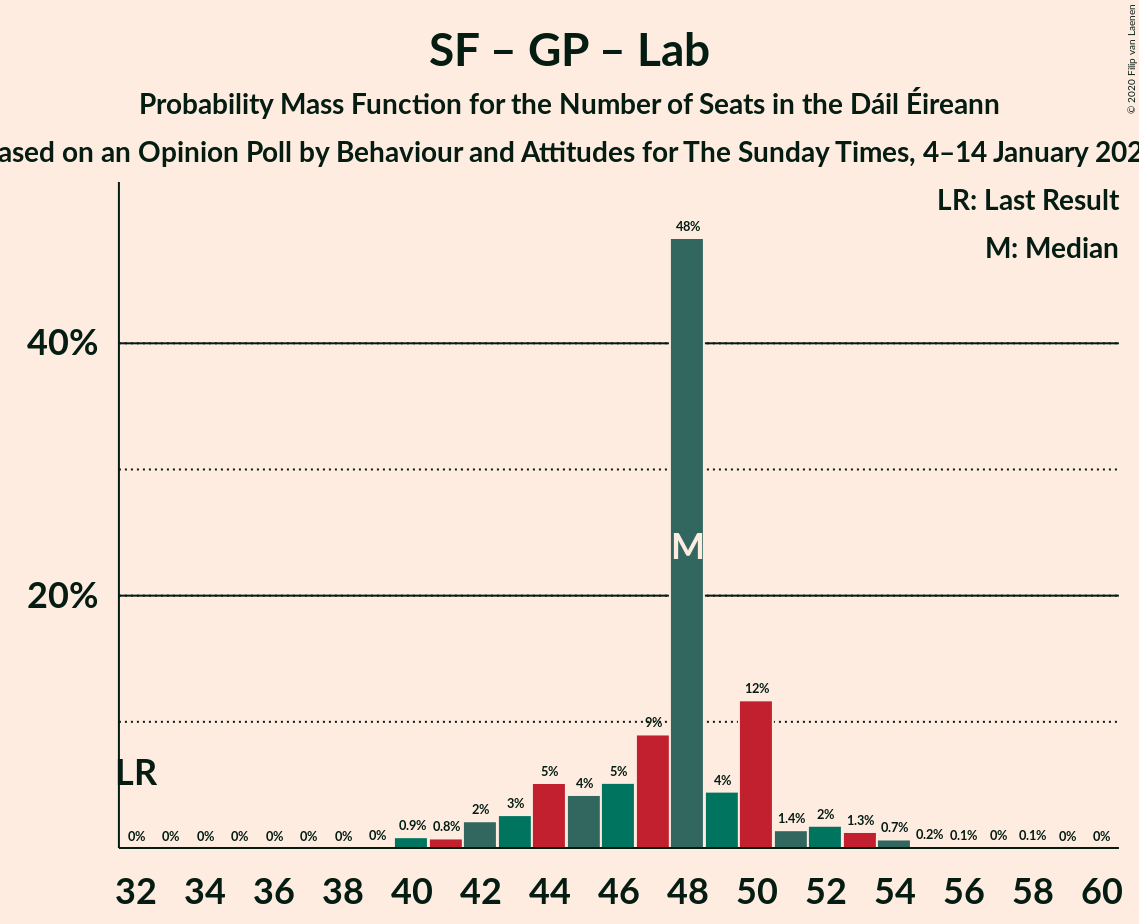 SF – GP – Lab
Probability Mass Function for the Number of Seats in the Dáil Éireann
ased on an Opinion Poll by Behaviour and Attitudes for The Sunday Times, 4–14 January 202
© 2020 Filip van Laenen
LR: Last Result
M: Median
40%
20%
48%
M
LR
0% 0% 0% 0% 0% 0% 0% 0% 0.9% 0.8% 2% 3% 5% 4% 5% 9% 4% 12% 1.4% 2% 1.3% 0.7% 0.2% 0.1% 0% 0.1% 0% 0%
32 34 36 38 40 42 44 46 48 50 52 54 56 58 60